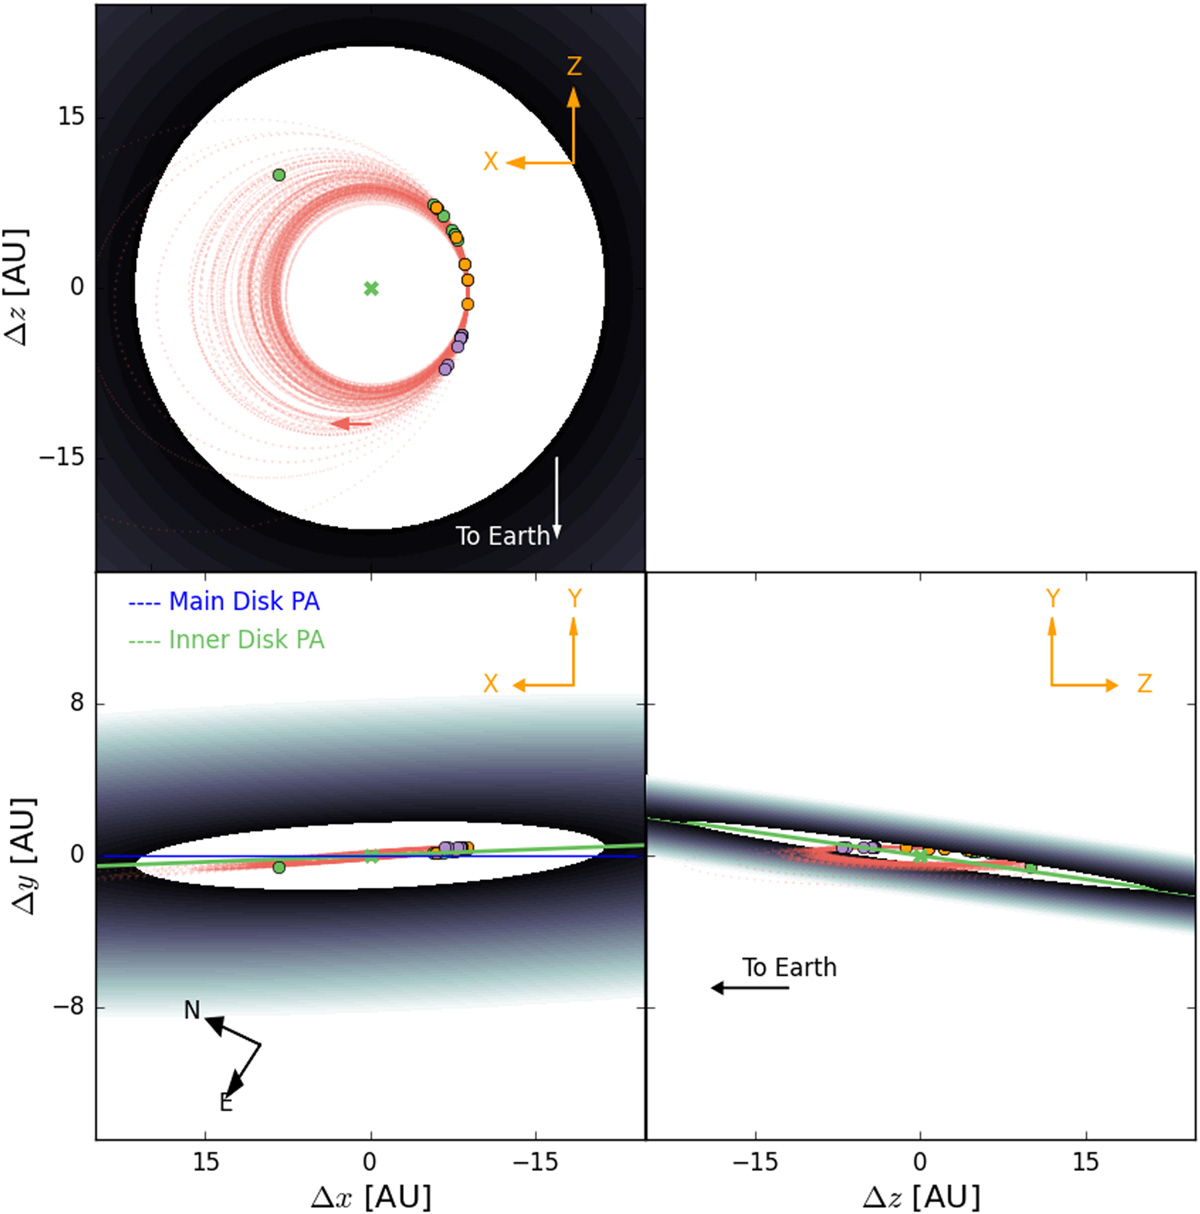 Z
X
15
0
−15
Δz [AU]
To Earth
---- Main Disk PA
---- Inner Disk PA
Y
X
Y
Z
8
0
−8
Δy [AU]
To Earth
N
E
15
0
−15
−15
0
15
Δx [AU]
Δz [AU]